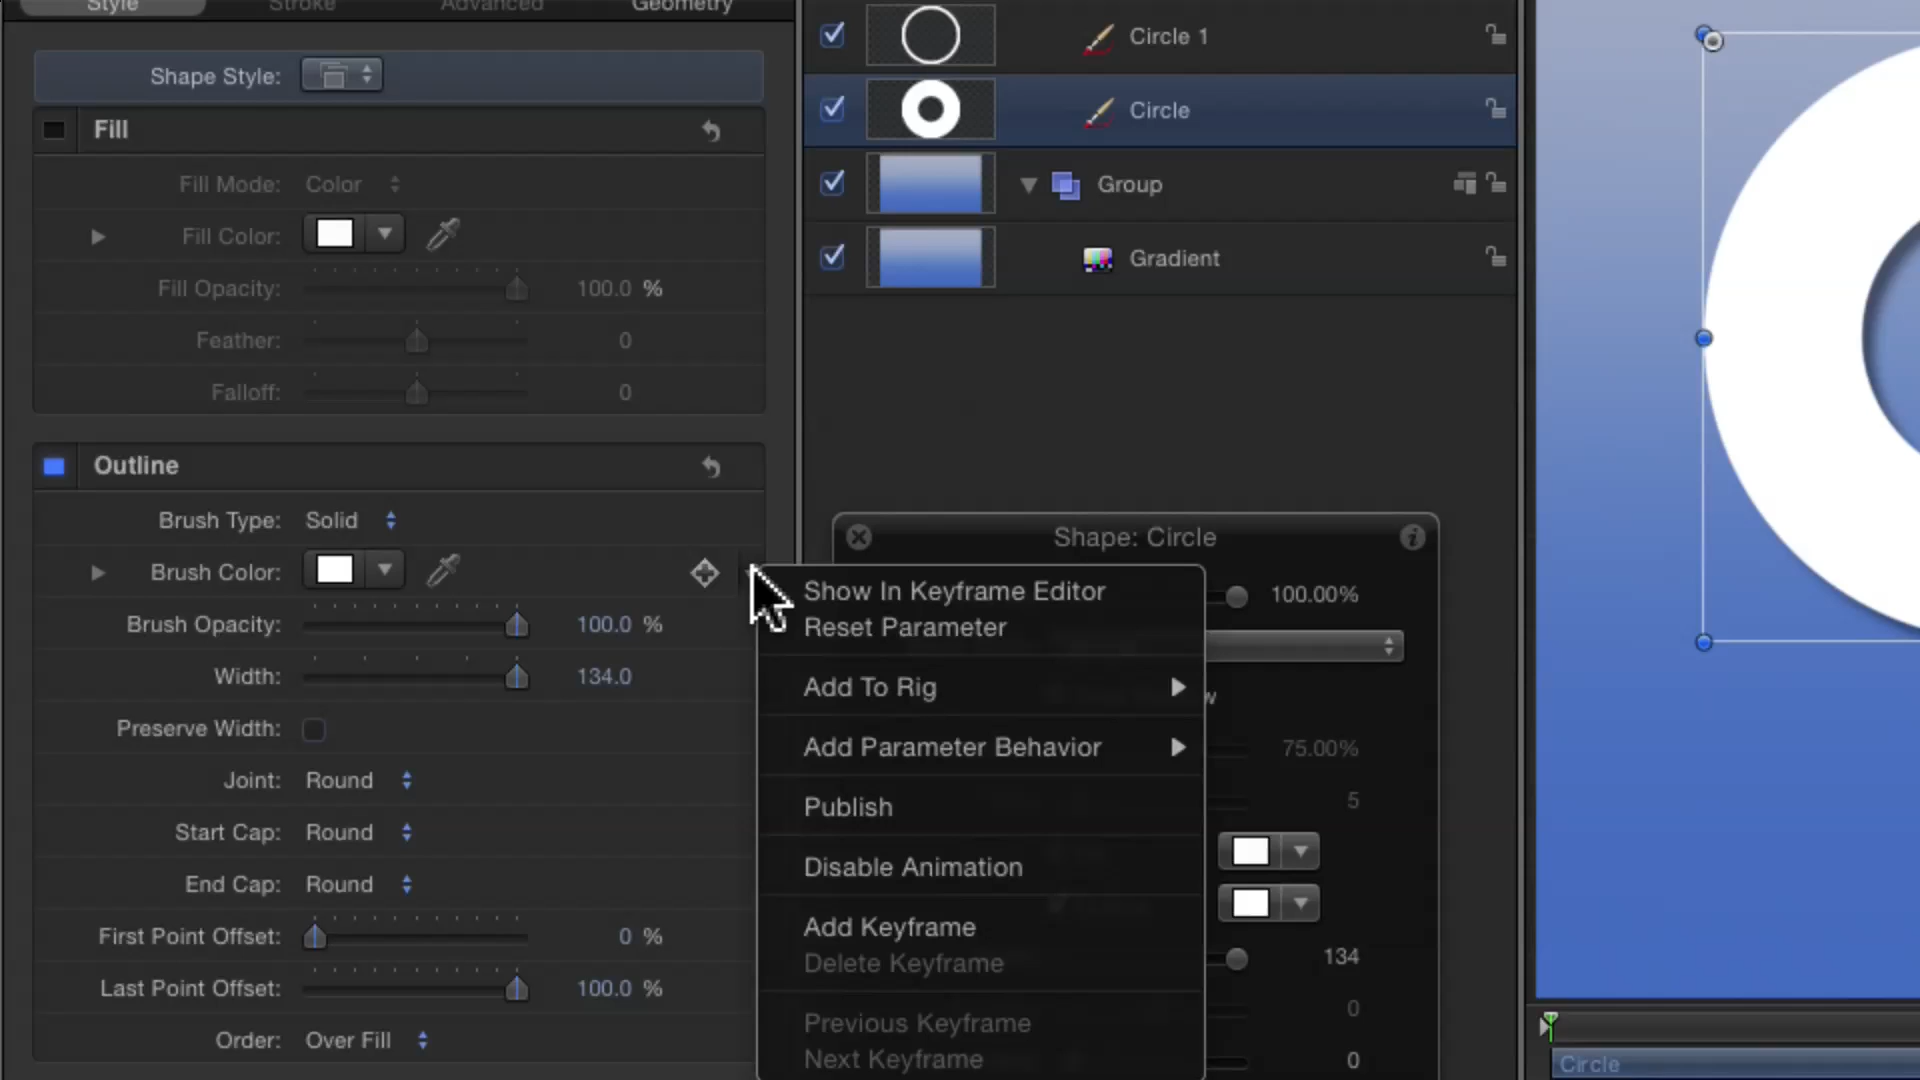 Style
Stroke
Advanced
Geometry
Shape Style:
Fill
Fill Mode: Color
Fill Color:
Fill Opacity: 100.0 %
Feather: 0
Falloff: 0
Outline
Brush Type: Solid
Brush Color:
Brush Opacity: 100.0 %
Width: 134.0
Preserve Width:
Joint: Round
Start Cap: Round
End Cap: Round
First Point Offset: 0 %
Last Point Offset: 100.0 %
Order: Over Fill
Circle 1
Circle
Group
Gradient
Shape: Circle
100.00%
75.00%
5
134
0
0
Show In Keyframe Editor
Reset Parameter
Add To Rig
Add Parameter Behavior
Publish
Disable Animation
Add Keyframe
Delete Keyframe
Previous Keyframe
Next Keyframe
Circle